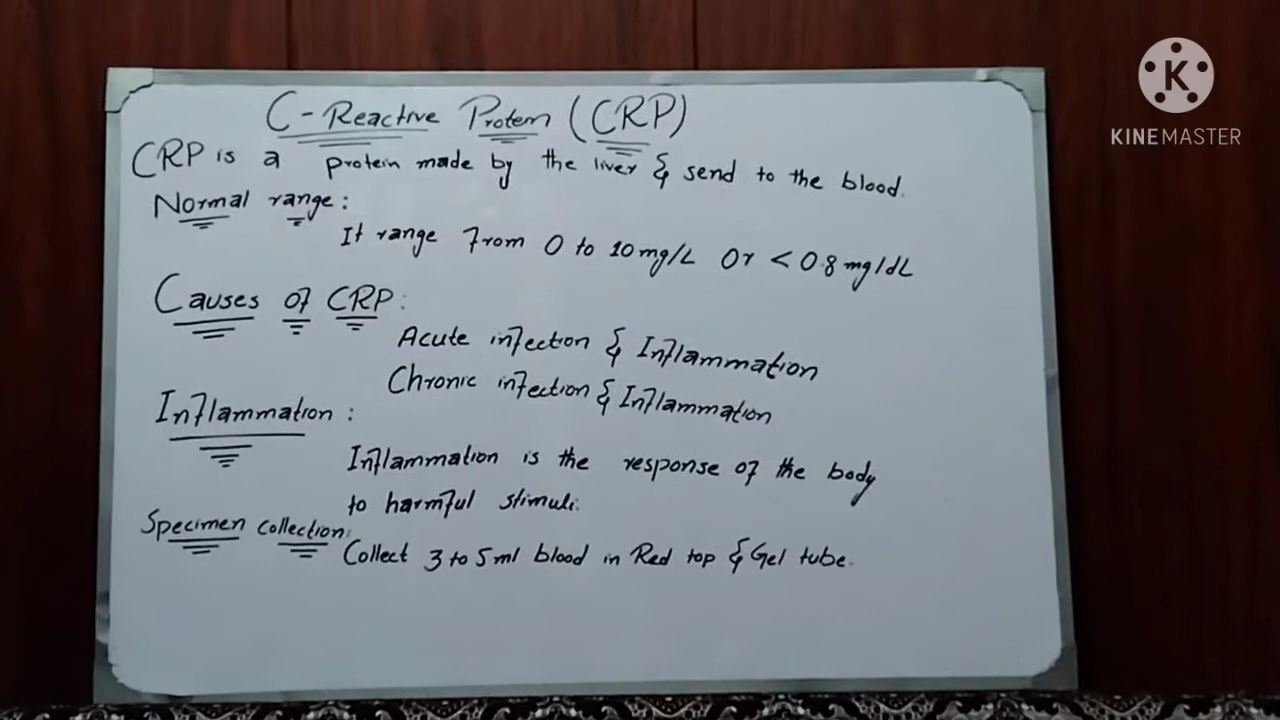 C-Reactive Protein (CRP)
CRP is a protein made by the liver & send to the blood.
Normal range:
It range from 0 to 10 mg/L Or < 0.8 mg/dL
Causes of CRP:
Acute infection & Inflammation
Chronic infection & Inflammation
Inflammation:
Inflammation is the response of the body
to harmful stimuli.
Specimen collection:
Collect 3 to 5 ml blood in Red top & Gel tube.
K
KINEMASTER